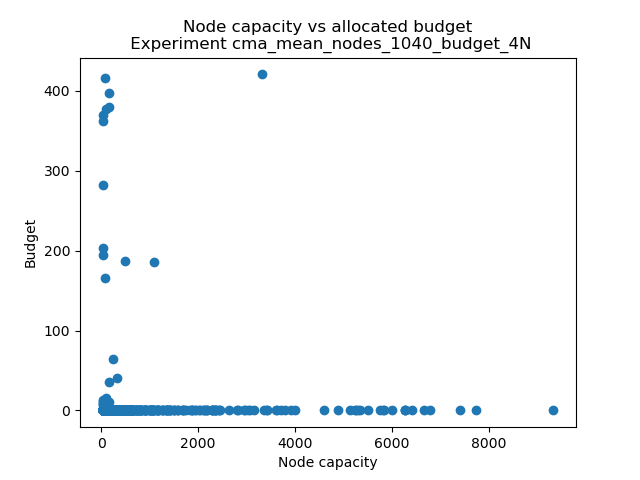 Node capacity vs allocated budget
Experiment cma_mean_nodes_1040_budget_4N
400
300
200
100
0
Budget
0 2000 4000 6000 8000
Node capacity